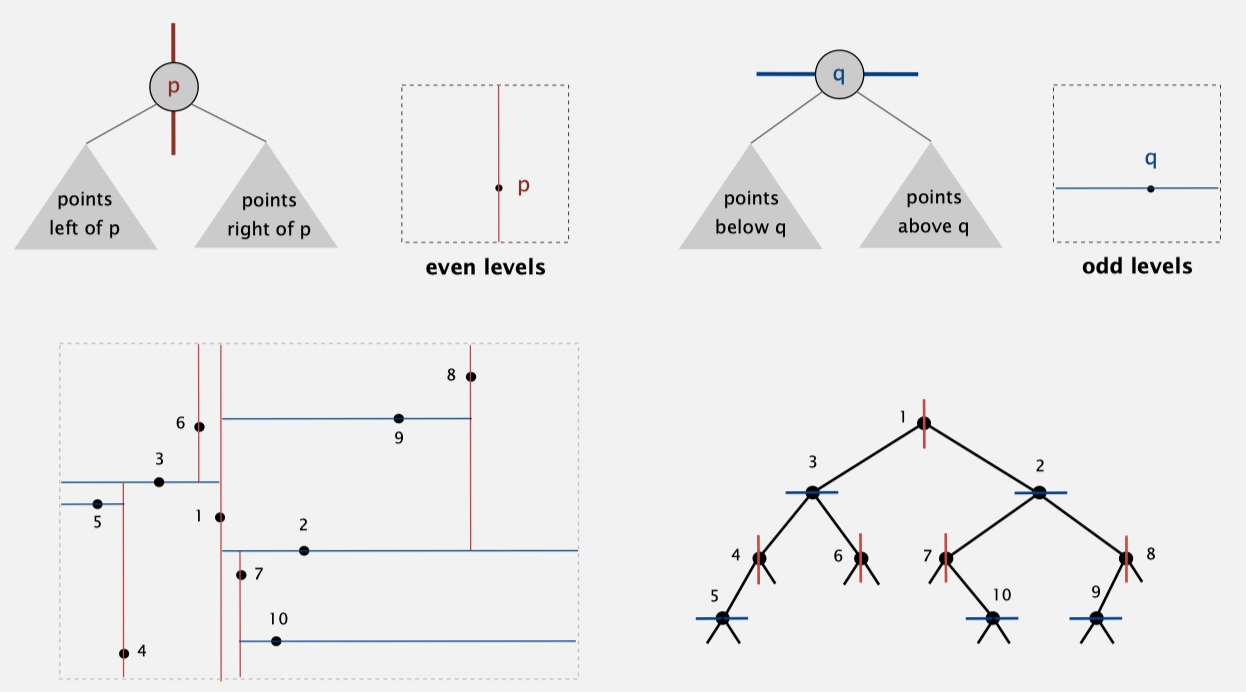 p
points
left of p
points
right of p
p
even levels
q
points
below q
points
above q
q
odd levels
8
6
9
3
5
1
2
7
10
4
1
3
2
4
6
7
8
5
10
9